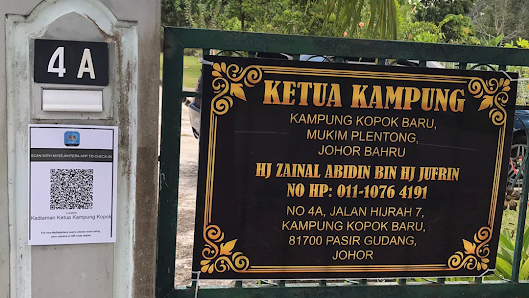 4 A
SCAN WITH MYSEJAHTERA APP TO CHECK-IN
Kediaman Ketua Kampung Kopok
KETUA KAMPUNG
KAMPUNG KOPOK BARU,
MUKIM PLENTONG,
JOHOR BAHRU
HJ ZAINAL ABIDIN BIN HJ JUFRIN
NO HP: 011-1076 4191
NO 4A, JALAN HIJRAH 7,
KAMPUNG KOPOK BARU,
81700 PASIR GUDANG,
JOHOR